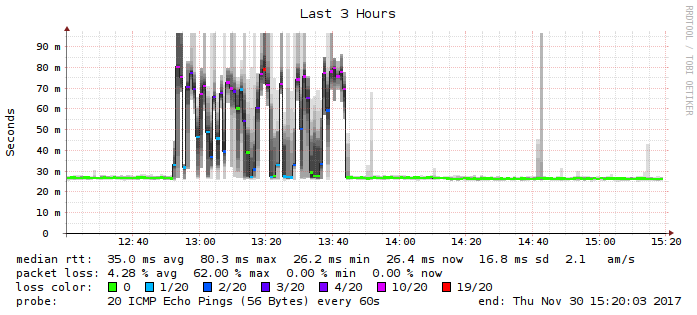 Last 3 Hours
RRDTOOL / TOBI OETIKER
Seconds
90 m
80 m
70 m
60 m
50 m
40 m
30 m
20 m
10 m
0
12:40 13:00 13:20 13:40 14:00 14:20 14:40 15:00 15:20
median rtt: 35.0 ms avg 80.3 ms max 26.2 ms min 26.4 ms now 16.8 ms sd 2.1 am/s
packet loss: 4.28 % avg 62.00 % max 0.00 % min 0.00 % now
loss color: 0 1/20 2/20 3/20 4/20 10/20 19/20
probe: 20 ICMP Echo Pings (56 Bytes) every 60s end: Thu Nov 30 15:20:03 2017